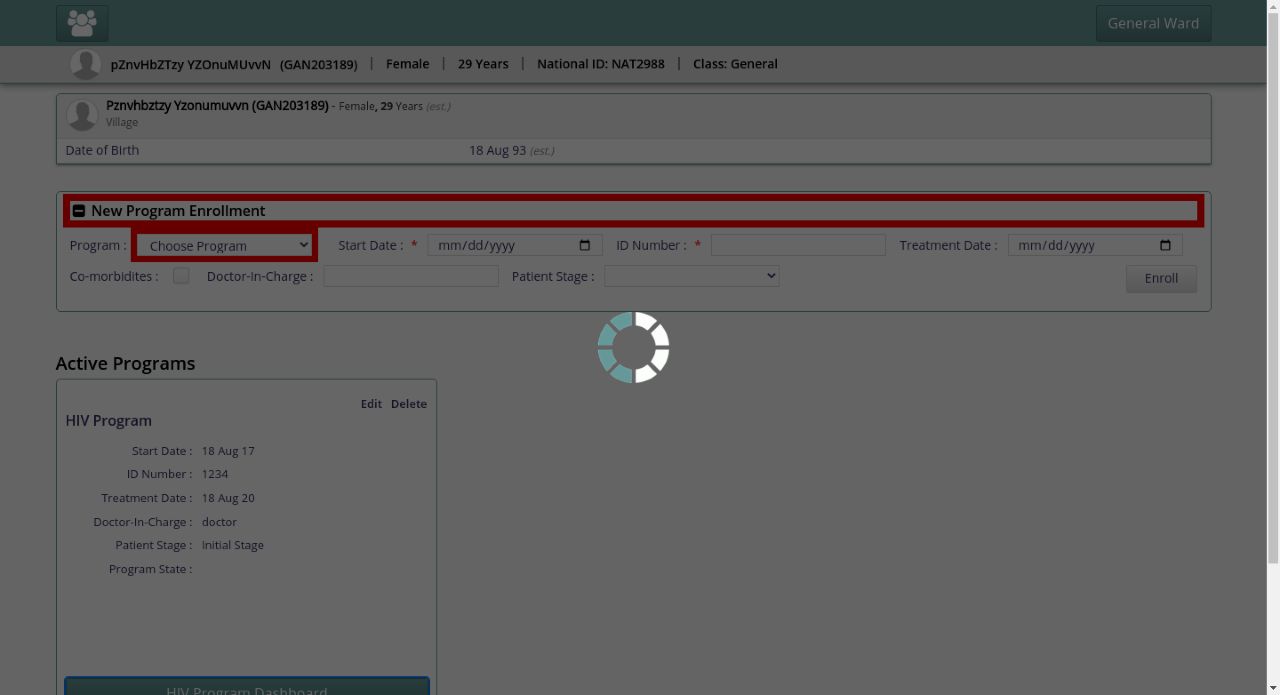 General Ward
pZnvHbZTzy YZOnuMUvvN (GAN203189) | Female | 29 Years | National ID: NAT2988 | Class: General
Pznvhbztzy Yzonumuvvn (GAN203189) - Female, 29 Years (est.)
Village
Date of Birth 18 Aug 93 (est.)
New Program Enrollment
Program : Choose Program Start Date : * mm/dd/yyyy ID Number : * Treatment Date : mm/dd/yyyy
Co-morbidites : Doctor-In-Charge : Patient Stage : Enroll
Active Programs
Edit Delete
HIV Program
Start Date : 18 Aug 17
ID Number : 1234
Treatment Date : 18 Aug 20
Doctor-In-Charge : doctor
Patient Stage : Initial Stage
Program State :
HIV Program Dashboard